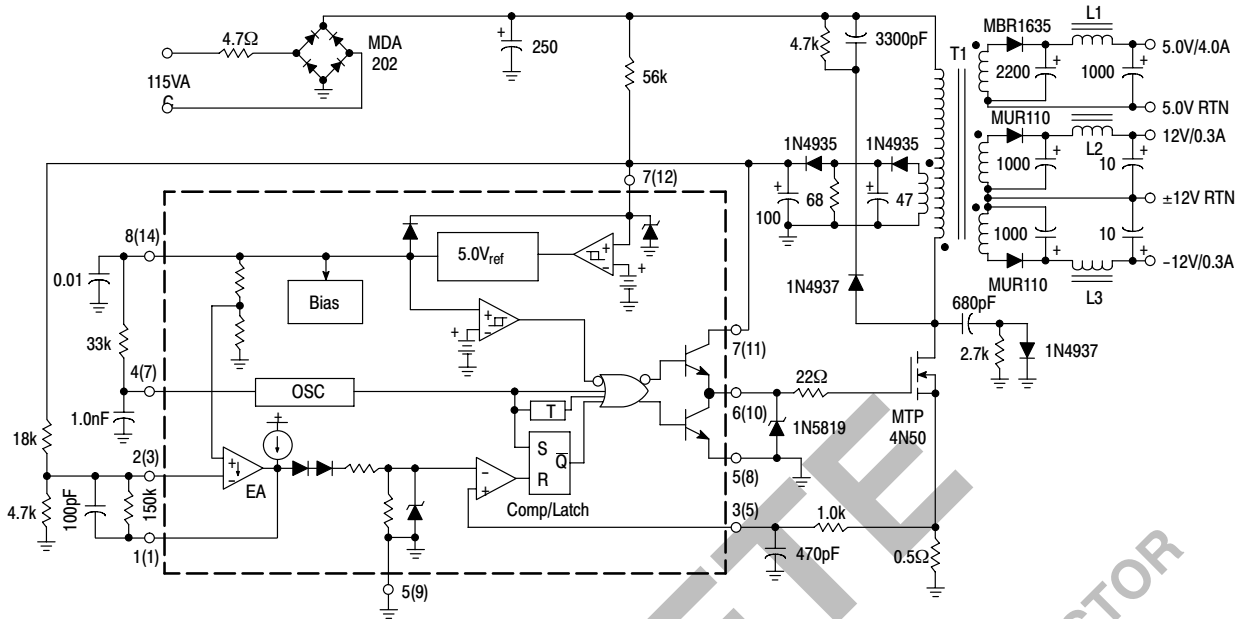 4.7Ω
MDA
202
115VA
+
250
56k
4.7k
3300pF
T1
MBR1635
L1
+
2200
+
1000
5.0V/4.0A
5.0V RTN
MUR110
+
1000
L2
+
10
12V/0.3A
±12V RTN
1000
+
10
+
MUR110
L3
–12V/0.3A
1N4935
1N4935
+
100
68
+
47
1N4937
680pF
2.7k
1N4937
7(12)
8(14)
0.01
5.0Vref
+
–
+
Bias
+
–
+
33k
4(7)
OSC
1.0nF
T
S
R
Q̅
Comp/Latch
–
+
7(11)
6(10)
22Ω
1N5819
MTP
4N50
5(8)
18k
2(3)
+
–
EA
4.7k
100pF
150k
1(1)
3(5)
1.0k
470pF
0.5Ω
5(9)